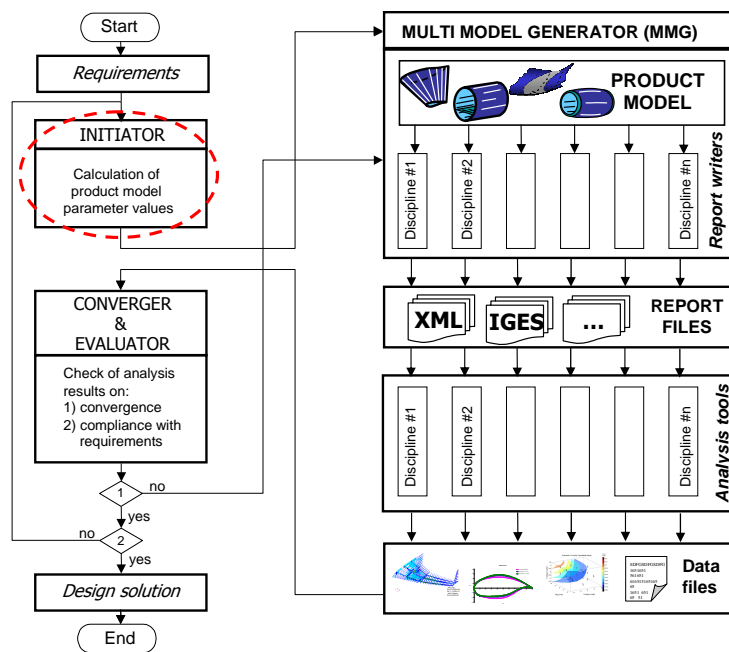 Start
Requirements
INITIATOR
Calculation of
product model
parameter values
CONVERGER
&
EVALUATOR
Check of analysis
results on:
1) convergence
2) compliance with
requirements
1
no
yes
no
2
yes
Design solution
End
MULTI MODEL GENERATOR (MMG)
PRODUCT
MODEL
Discipline #1
Discipline #2
Discipline #n
Report writers
XML
IGES
...
REPORT
FILES
Discipline #1
Discipline #2
Discipline #n
Analysis tools
Data
files